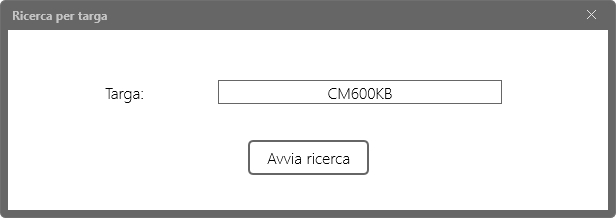 Ricerca per targa
Targa: CM600KB
Avvia ricerca